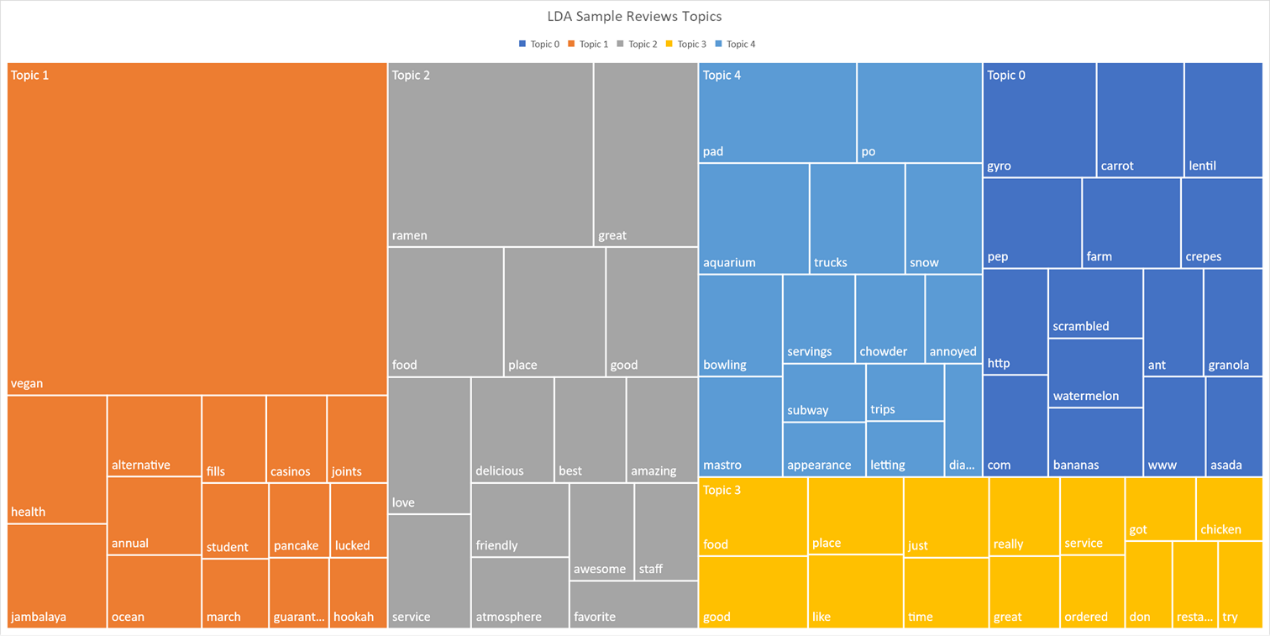 LDA Sample Reviews Topics
Topic 0 Topic 1 Topic 2 Topic 3 Topic 4
Topic 1
vegan
health
jambalaya
alternative
annual
ocean
fills
casinos
joints
student
pancake
lucked
march
guarant...
hookah
Topic 2
ramen
great
food
place
good
love
service
delicious
best
amazing
friendly
atmosphere
awesome
staff
favorite
Topic 4
pad
po
aquarium
trucks
snow
bowling
mastro
servings
chowder
annoyed
subway
trips
appearance
letting
dia...
Topic 0
gyro
carrot
lentil
pep
farm
crepes
http
com
scrambled
watermelon
bananas
ant
granola
www
asada
Topic 3
food
good
place
like
just
time
really
great
service
ordered
got
chicken
don
resta...
try